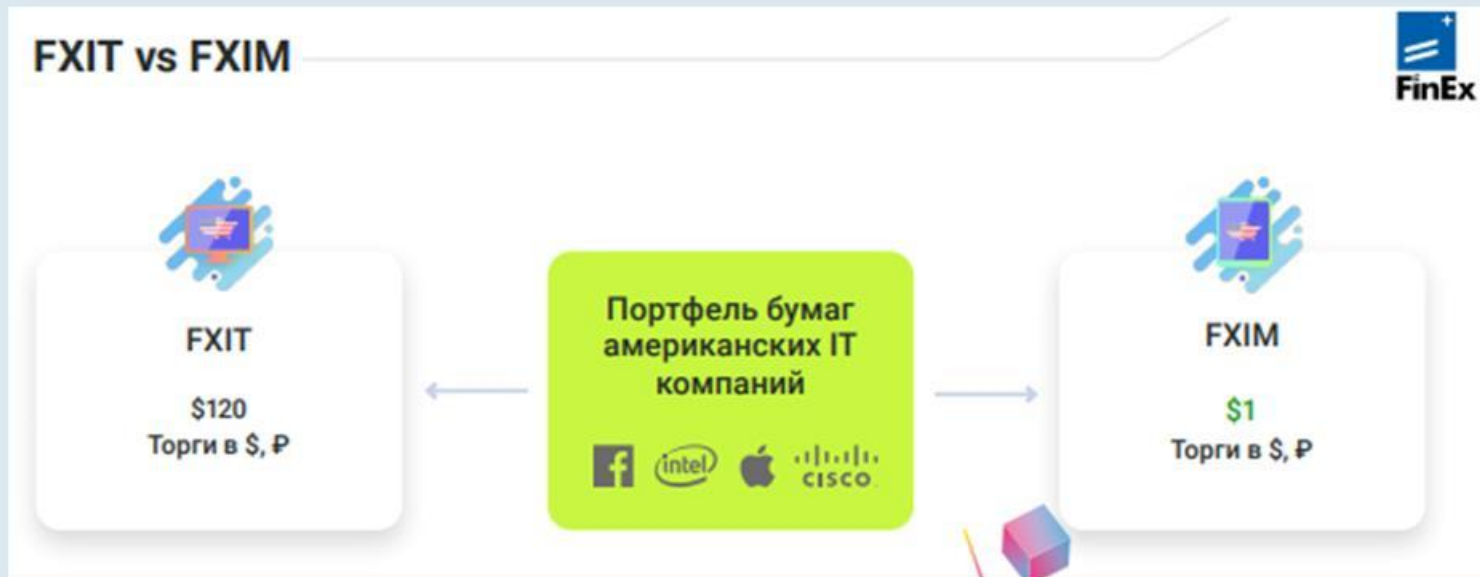 FXIT vs FXIM
FinEx
FXIT
$120
Торги в $, ₽
Портфель бумаг
американских IT
компаний
intel
CISCO
FXIM
$1
Торги в $, ₽